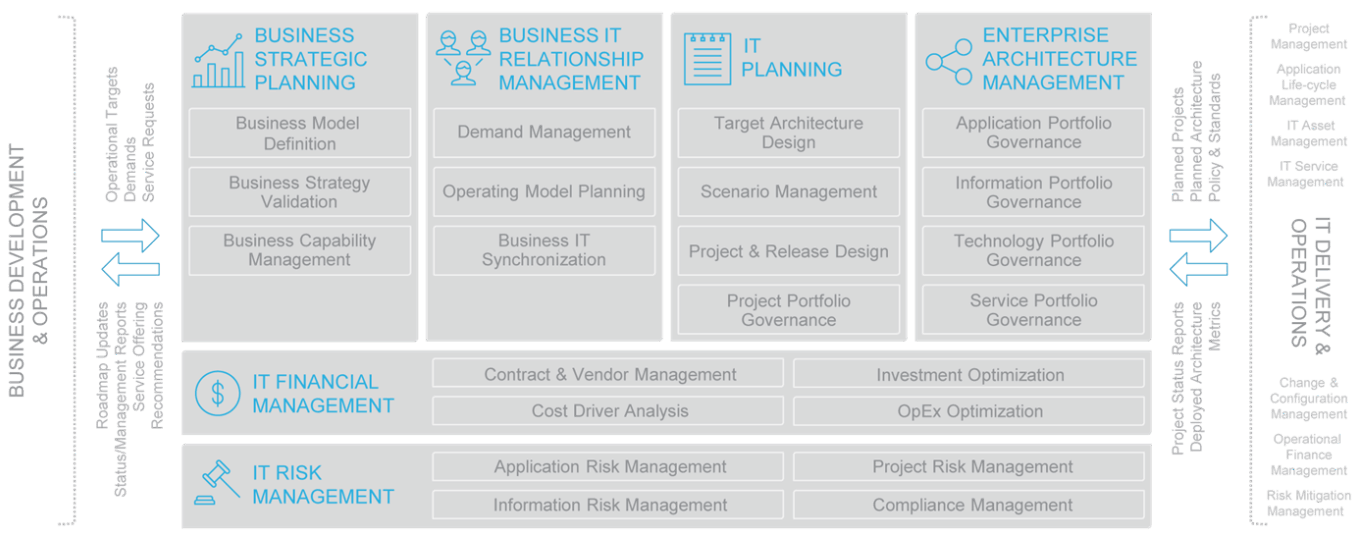 BUSINESS DEVELOPMENT
& OPERATIONS
Operational Targets
Demands
Service Requests
Roadmap Updates
Status/Management Reports
Service Offering
Recommendations
BUSINESS
STRATEGIC
PLANNING
Business Model
Definition
Business Strategy
Validation
Business Capability
Management
BUSINESS IT
RELATIONSHIP
MANAGEMENT
Demand Management
Operating Model Planning
Business IT
Synchronization
IT
PLANNING
Target Architecture
Design
Scenario Management
Project & Release Design
Project Portfolio
Governance
ENTERPRISE
ARCHITECTURE
MANAGEMENT
Application Portfolio
Governance
Information Portfolio
Governance
Technology Portfolio
Governance
Service Portfolio
Governance
$ IT FINANCIAL
MANAGEMENT
Contract & Vendor Management
Investment Optimization
Cost Driver Analysis
OpEx Optimization
IT RISK
MANAGEMENT
Application Risk Management
Project Risk Management
Information Risk Management
Compliance Management
Planned Projects
Planned Architecture
Policy & Standards
Project Status Reports
Deployed Architecture
Metrics
Project
Management
Application
Life-cycle
Management
IT Asset
Management
IT Service
Management
IT DELIVERY &
OPERATIONS
Change &
Configuration
Management
Operational
Finance
Management
Risk Mitigation
Management